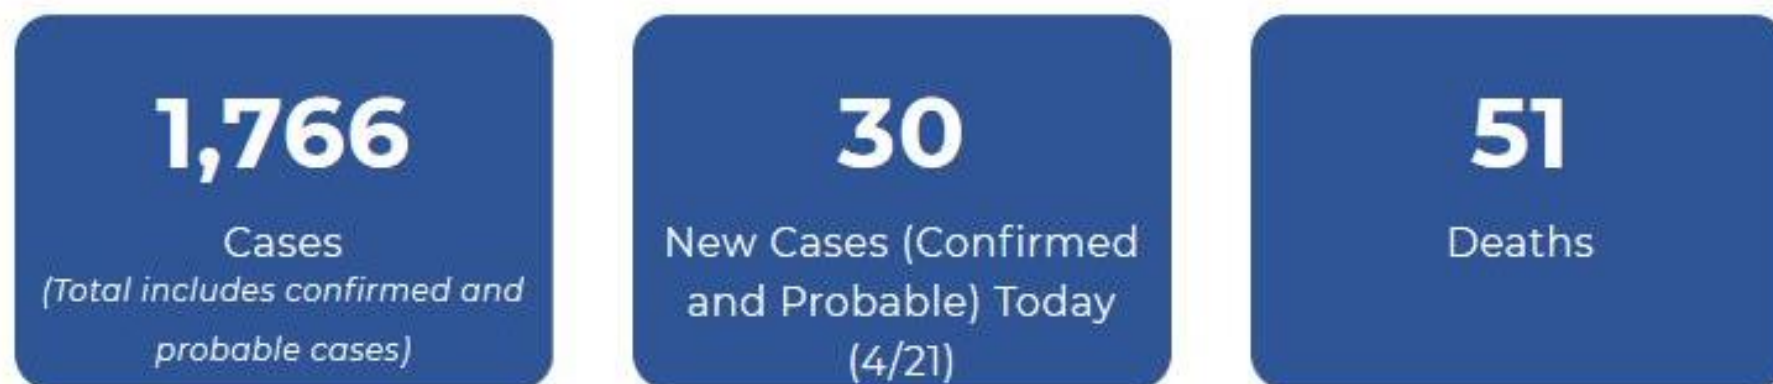 1,766
Cases
(Total includes confirmed and
probable cases)
30
New Cases (Confirmed
and Probable) Today
(4/21)
51
Deaths